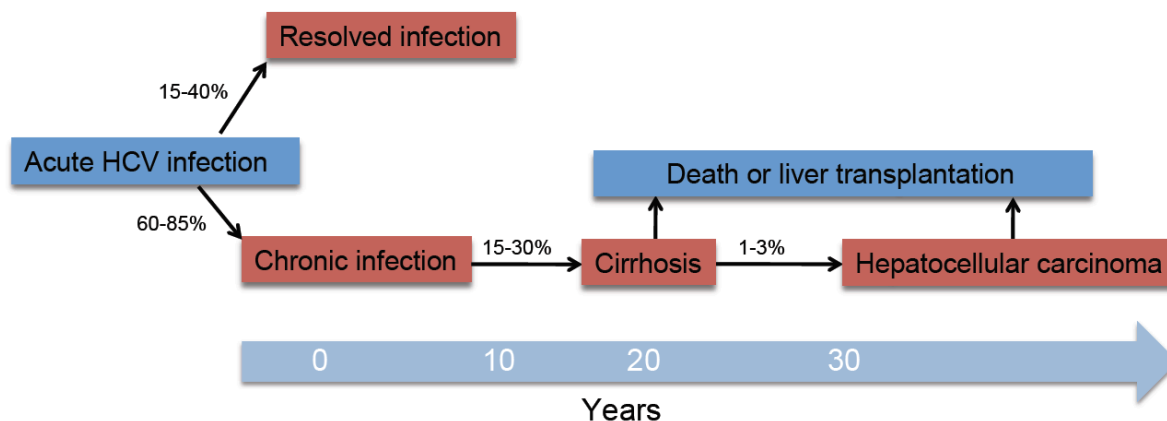 Resolved infection
15-40%
Acute HCV infection
Death or liver transplantation
60-85%
Chronic infection
15-30%
Cirrhosis
1-3%
Hepatocellular carcinoma
0 10 20 30
Years